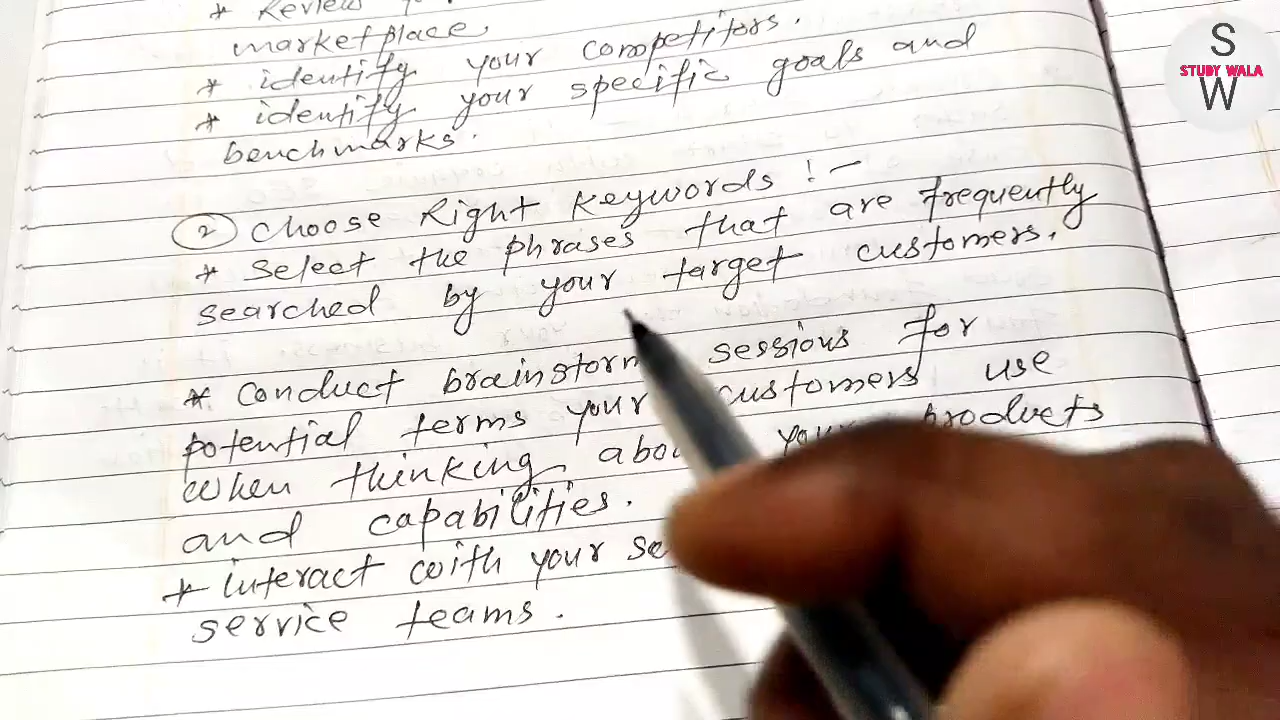 * Review
marketplace.
* identify your competitors.
* identify your specific goals and
benchmarks.
② Choose Right Keywords :-
* Select the phrases that are frequently
searched by your target customers.
* Conduct brainstorm sessions for
potential terms your customers use
when thinking about your products
and capabilities.
* interact with your
service teams.
S
STUDY WALA
W